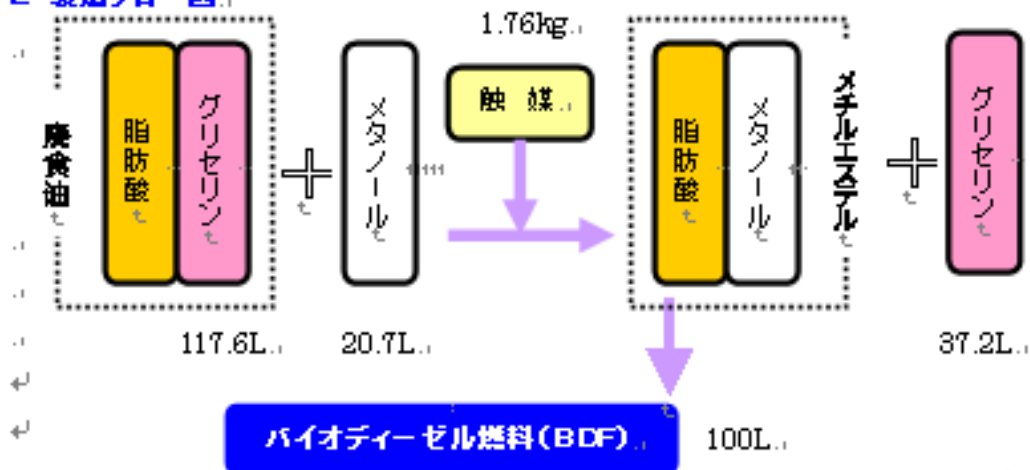 1.76kg
触 媒
廃食油
脂肪酸
グリセリン
メタノール
脂肪酸
メタノール
メチルエステル
グリセリン
117.6L
20.7L
37.2L
バイオディーゼル燃料(BDF)
100L